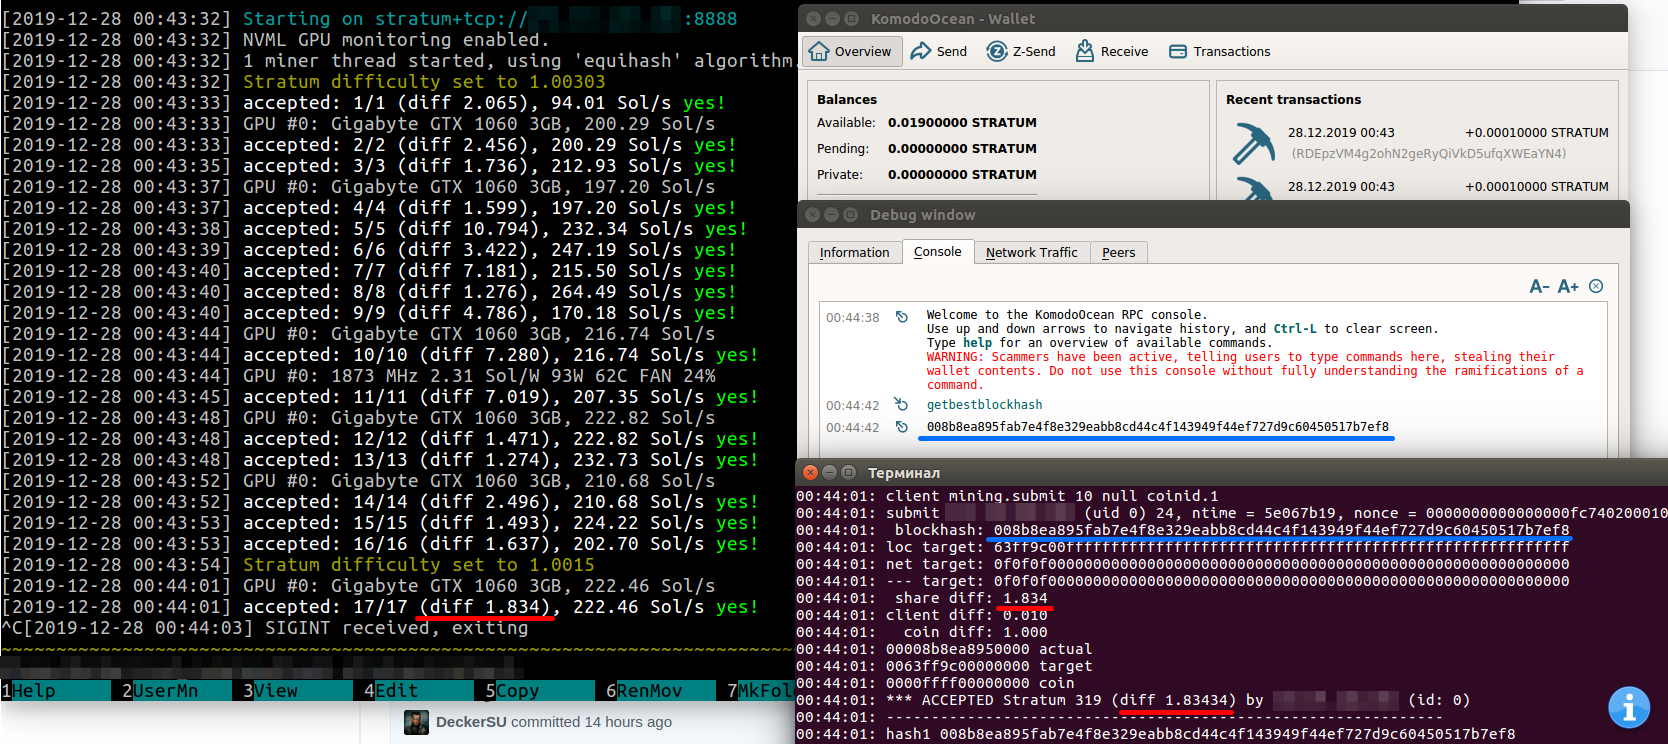 [2019-12-28 00:43:32] Starting on stratum+tcp:// :8888
[2019-12-28 00:43:32] NVML GPU monitoring enabled.
[2019-12-28 00:43:32] 1 miner thread started, using 'equihash' algorithm.
[2019-12-28 00:43:32] Stratum difficulty set to 1.00303
[2019-12-28 00:43:33] accepted: 1/1 (diff 2.065), 94.01 Sol/s yes!
[2019-12-28 00:43:33] GPU #0: Gigabyte GTX 1060 3GB, 200.29 Sol/s
[2019-12-28 00:43:33] accepted: 2/2 (diff 2.456), 200.29 Sol/s yes!
[2019-12-28 00:43:35] accepted: 3/3 (diff 1.736), 212.93 Sol/s yes!
[2019-12-28 00:43:37] GPU #0: Gigabyte GTX 1060 3GB, 197.20 Sol/s
[2019-12-28 00:43:37] accepted: 4/4 (diff 1.599), 197.20 Sol/s yes!
[2019-12-28 00:43:38] accepted: 5/5 (diff 10.794), 232.34 Sol/s yes!
[2019-12-28 00:43:39] accepted: 6/6 (diff 3.422), 247.19 Sol/s yes!
[2019-12-28 00:43:40] accepted: 7/7 (diff 7.181), 215.50 Sol/s yes!
[2019-12-28 00:43:40] accepted: 8/8 (diff 1.276), 264.49 Sol/s yes!
[2019-12-28 00:43:40] accepted: 9/9 (diff 4.786), 170.18 Sol/s yes!
[2019-12-28 00:43:44] GPU #0: Gigabyte GTX 1060 3GB, 216.74 Sol/s
[2019-12-28 00:43:44] accepted: 10/10 (diff 7.280), 216.74 Sol/s yes!
[2019-12-28 00:43:44] GPU #0: 1873 MHz 2.31 Sol/W 93W 62C FAN 24%
[2019-12-28 00:43:45] accepted: 11/11 (diff 7.019), 207.35 Sol/s yes!
[2019-12-28 00:43:48] GPU #0: Gigabyte GTX 1060 3GB, 222.82 Sol/s
[2019-12-28 00:43:48] accepted: 12/12 (diff 1.471), 222.82 Sol/s yes!
[2019-12-28 00:43:48] accepted: 13/13 (diff 1.274), 232.73 Sol/s yes!
[2019-12-28 00:43:52] GPU #0: Gigabyte GTX 1060 3GB, 210.68 Sol/s
[2019-12-28 00:43:52] accepted: 14/14 (diff 2.496), 210.68 Sol/s yes!
[2019-12-28 00:43:53] accepted: 15/15 (diff 1.493), 224.22 Sol/s yes!
[2019-12-28 00:43:53] accepted: 16/16 (diff 1.637), 202.70 Sol/s yes!
[2019-12-28 00:43:54] Stratum difficulty set to 1.0015
[2019-12-28 00:44:01] GPU #0: Gigabyte GTX 1060 3GB, 222.46 Sol/s
[2019-12-28 00:44:01] accepted: 17/17 (diff 1.834), 222.46 Sol/s yes!
^C[2019-12-28 00:44:03] SIGINT received, exiting
1Help 2UserMn 3View 4Edit 5Copy 6RenMov 7MkFol
DeckerSU committed 14 hours ago
KomodoOcean - Wallet
Overview Send Z-Send Receive Transactions
Balances
Available: 0.01900000 STRATUM
Pending: 0.00000000 STRATUM
Private: 0.00000000 STRATUM
Recent transactions
28.12.2019 00:43 +0.00010000 STRATUM
(RDEpzVM4g2ohN2geRyQiVkD5ufqXWEaYN4)
28.12.2019 00:43 +0.00010000 STRATUM
Debug window
Information Console Network Traffic Peers
A- A+
00:44:38 Welcome to the KomodoOcean RPC console.
Use up and down arrows to navigate history, and Ctrl-L to clear screen.
Type help for an overview of available commands.
WARNING: Scammers have been active, telling users to type commands here, stealing their
wallet contents. Do not use this console without fully understanding the ramifications of a
command.
00:44:42 getbestblockhash
00:44:42 008b8ea895fab7e4f8e329eabb8cd44c4f143949f44ef727d9c60450517b7ef8
Терминал
00:44:01: client mining.submit 10 null coinid.1
00:44:01: submit (uid 0) 24, ntime = 5e067b19, nonce = 0000000000000000fc740200010
00:44:01: blockhash: 008b8ea895fab7e4f8e329eabb8cd44c4f143949f44ef727d9c60450517b7ef8
00:44:01: loc target: 63ff9c00ffffffffffffffffffffffffffffffffffffffffffffffffffffffff
00:44:01: net target: 0f0f0f0000000000000000000000000000000000000000000000000000000000
00:44:01: --- target: 0f0f0f0000000000000000000000000000000000000000000000000000000000
00:44:01: share diff: 1.834
00:44:01: client diff: 0.010
00:44:01: coin diff: 1.000
00:44:01: 00008b8ea8950000 actual
00:44:01: 0063ff9c00000000 target
00:44:01: 0000ffff00000000 coin
00:44:01: *** ACCEPTED Stratum 319 (diff 1.83434) by (id: 0)
00:44:01: --------------------------------------------------------------
00:44:01: hash1 008b8ea895fab7e4f8e329eabb8cd44c4f143949f44ef727d9c60450517b7ef8